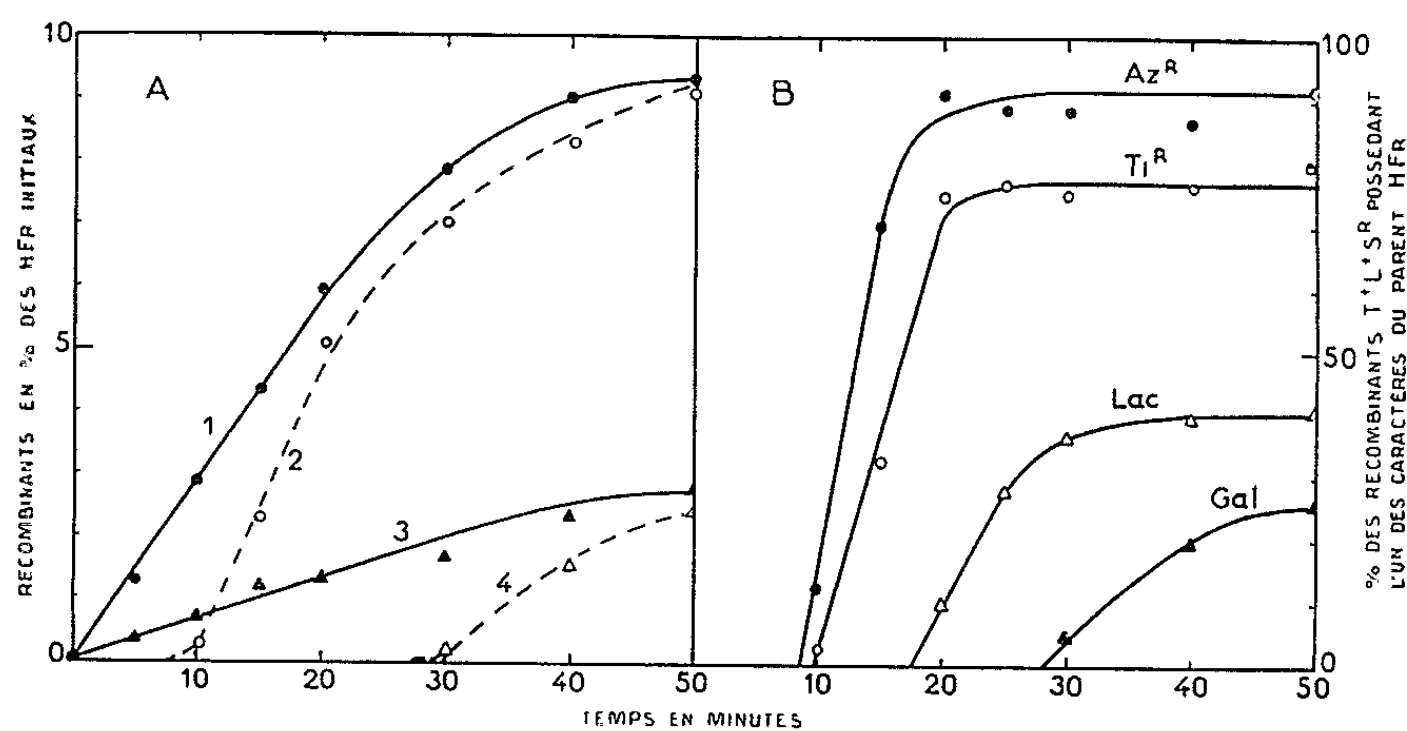 RECOMBINANTS EN % DES HFR INITIAUX
10
5
0
A
1
2
3
4
10 20 30 40 50
B
Az^R
T1^R
Lac
Gal
10 20 30 40 50
100
50
0
% DES RECOMBINANTS T⁺L⁺S^R POSSEDANT
L'UN DES CARACTERES DU PARENT HFR
TEMPS EN MINUTES